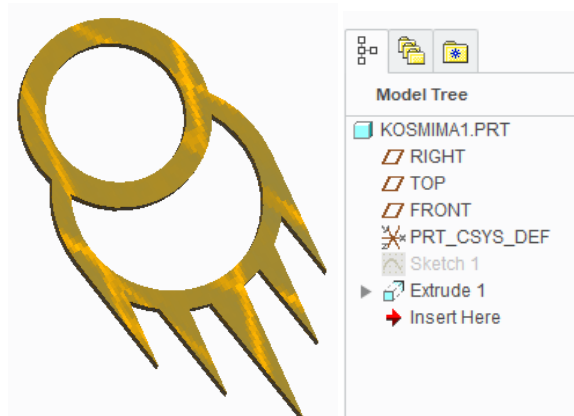 Model Tree
KOSMIMA1.PRT
RIGHT
TOP
FRONT
PRT_CSYS_DEF
Sketch 1
Extrude 1
Insert Here